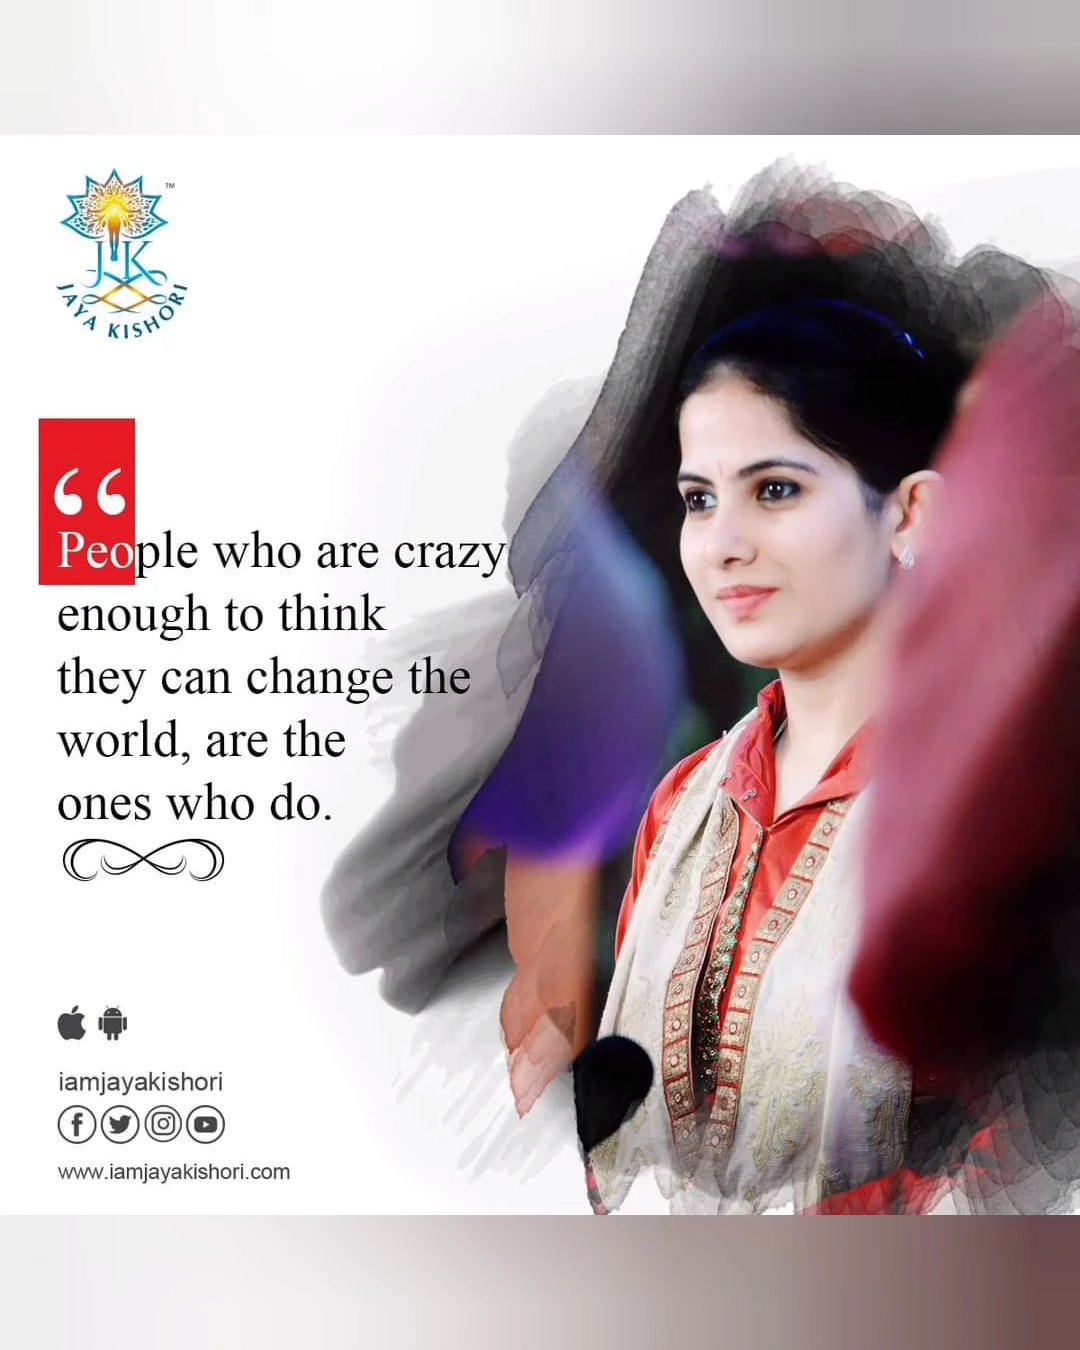 JK
TM
JAYA KISHORI
“
People who are crazy
enough to think
they can change the
world, are the
ones who do.
iamjayakishori
www.iamjayakishori.com